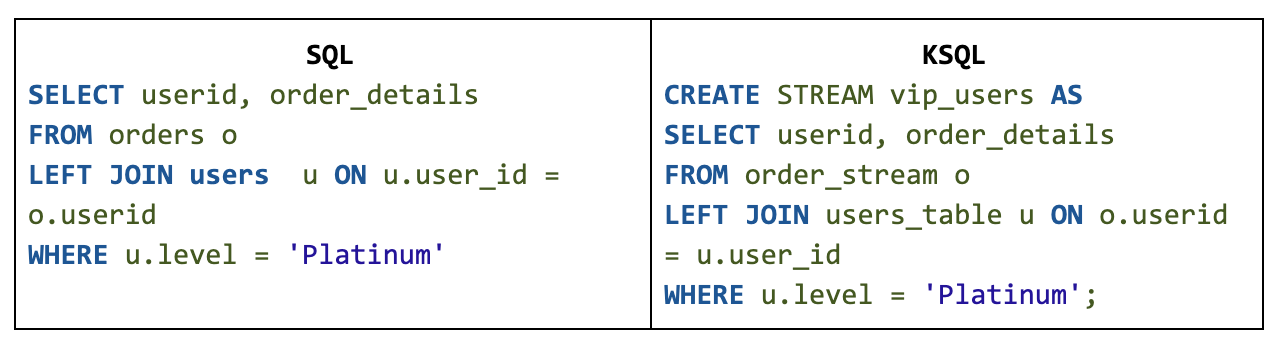 SQL
SELECT userid, order_details
FROM orders o
LEFT JOIN users  u ON u.user_id =
o.userid
WHERE u.level = 'Platinum'
KSQL
CREATE STREAM vip_users AS
SELECT userid, order_details
FROM order_stream o
LEFT JOIN users_table u ON o.userid
= u.user_id
WHERE u.level = 'Platinum';